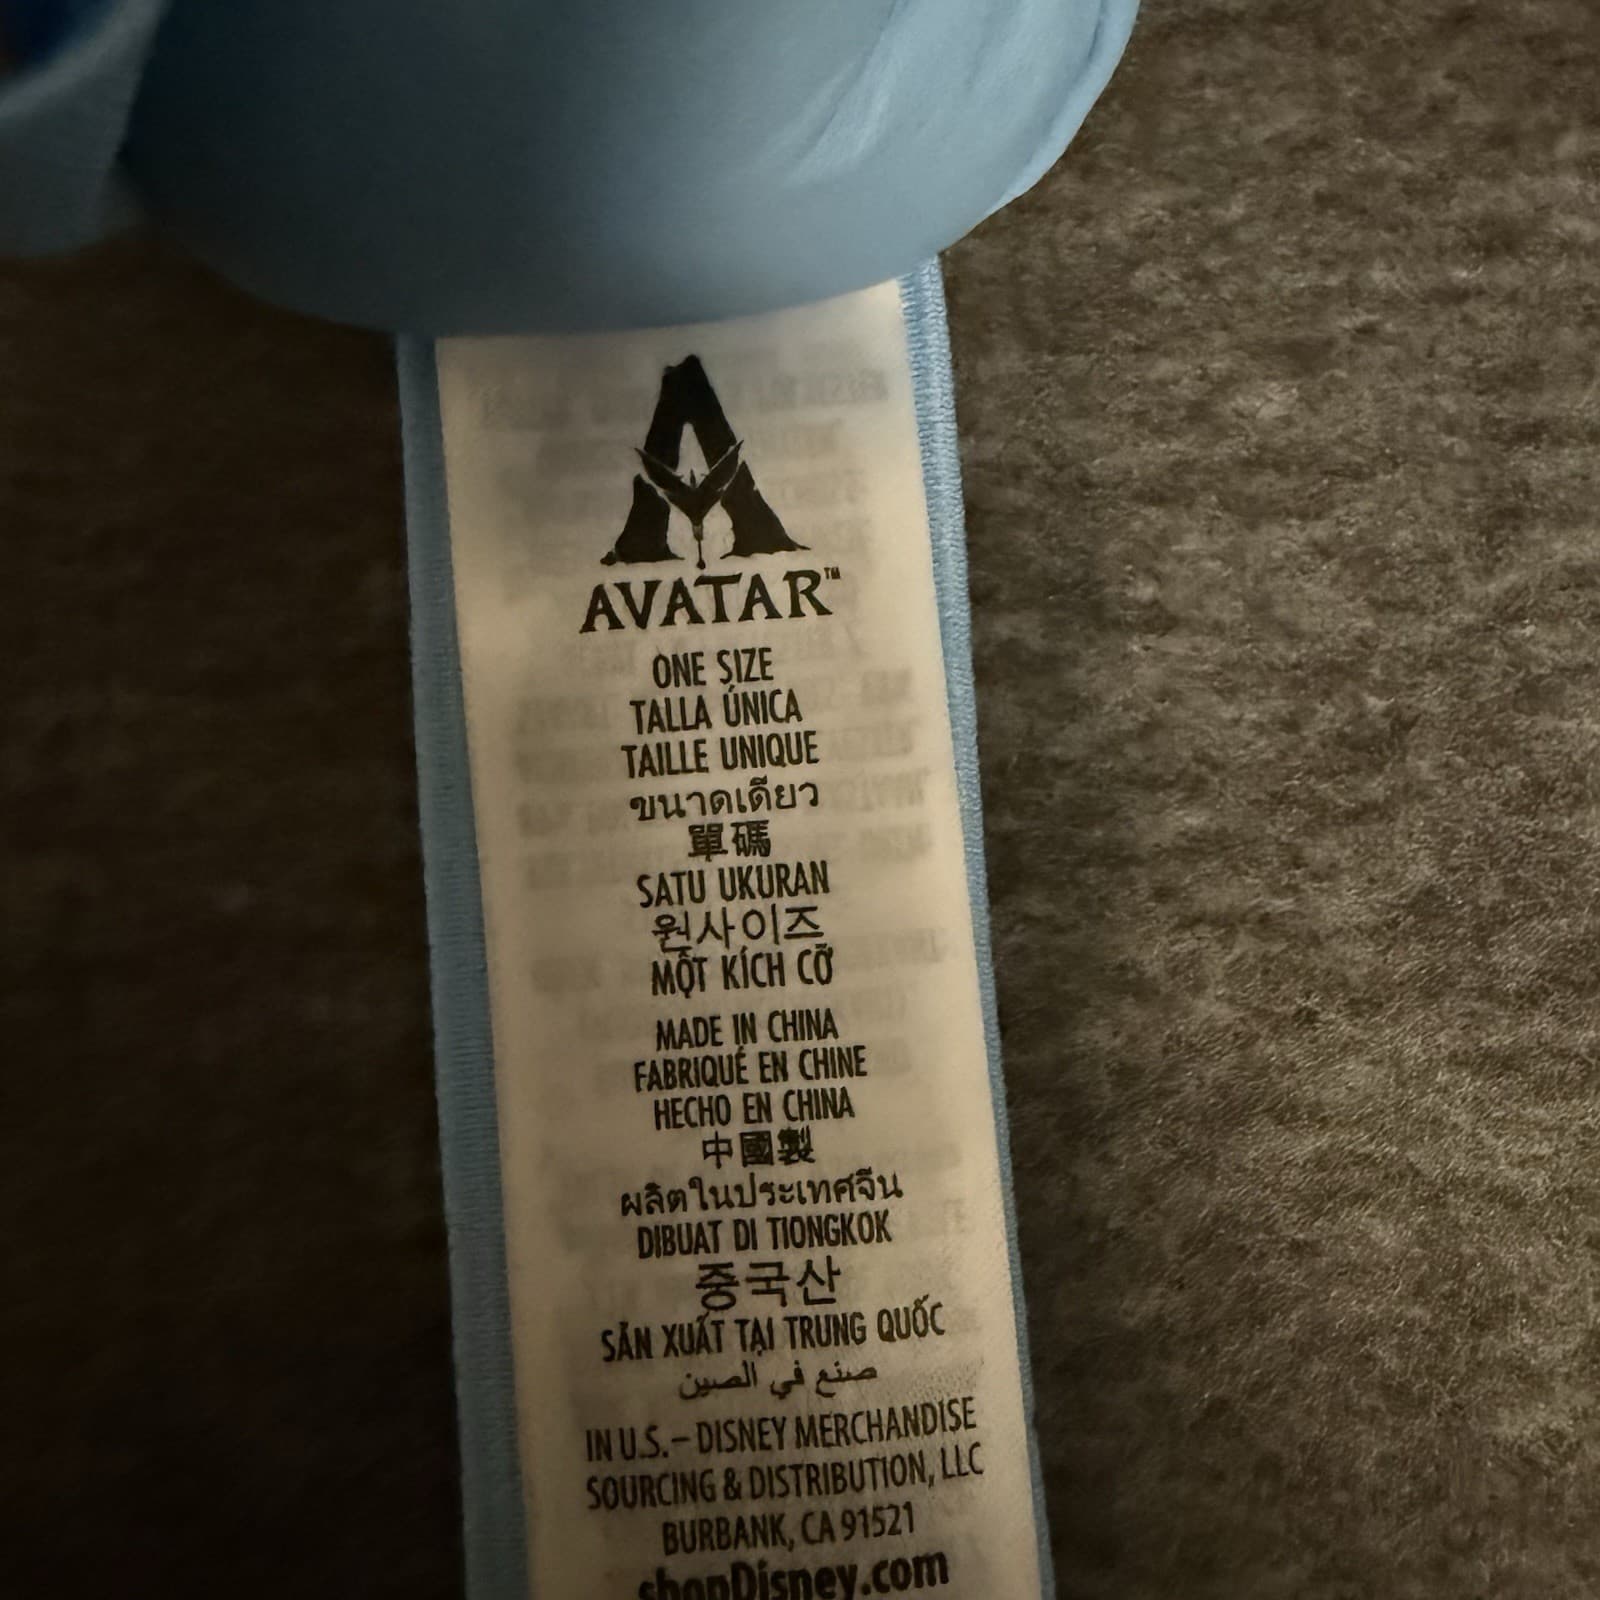 AVATAR™
ONE SIZE
TALLA ÚNICA
TAILLE UNIQUE
ขนาดเดียว
單碼
SATU UKURAN
원사이즈
MỘT KÍCH CỠ
MADE IN CHINA
FABRIQUÉ EN CHINE
HECHO EN CHINA
中國製
ผลิตในประเทศจีน
DIBUAT DI TIONGKOK
중국산
SẢN XUẤT TẠI TRUNG QUỐC
صنع في الصين
IN U.S. – DISNEY MERCHANDISE
SOURCING & DISTRIBUTION, LLC
BURBANK, CA 91521
shopDisney.com